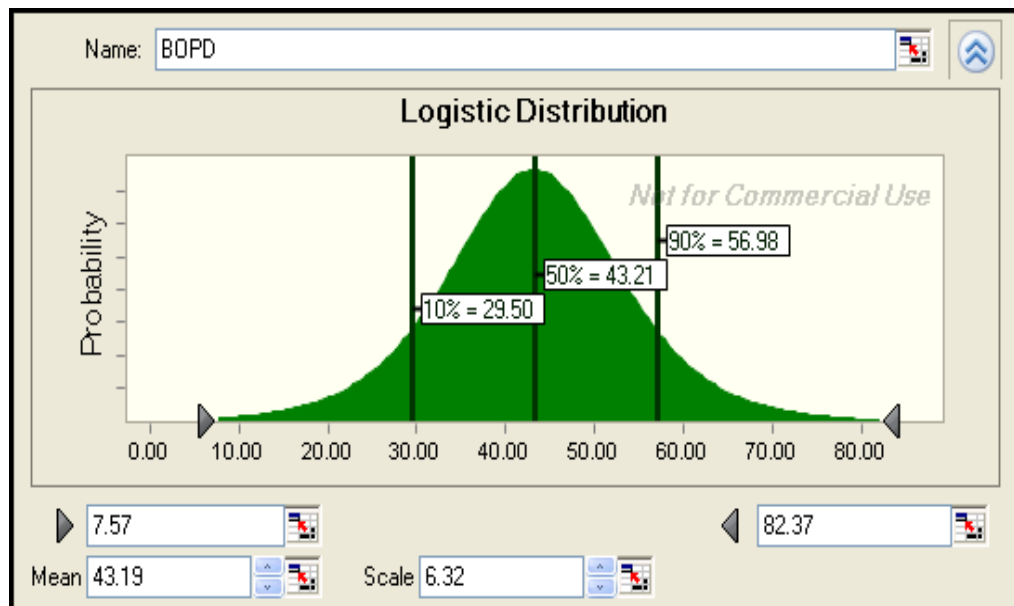 Name: BOPD
Logistic Distribution
Not for Commercial Use
90% = 56.98
50% = 43.21
10% = 29.50
Probability
0.00 10.00 20.00 30.00 40.00 50.00 60.00 70.00 80.00
7.57 82.37
Mean 43.19 Scale 6.32